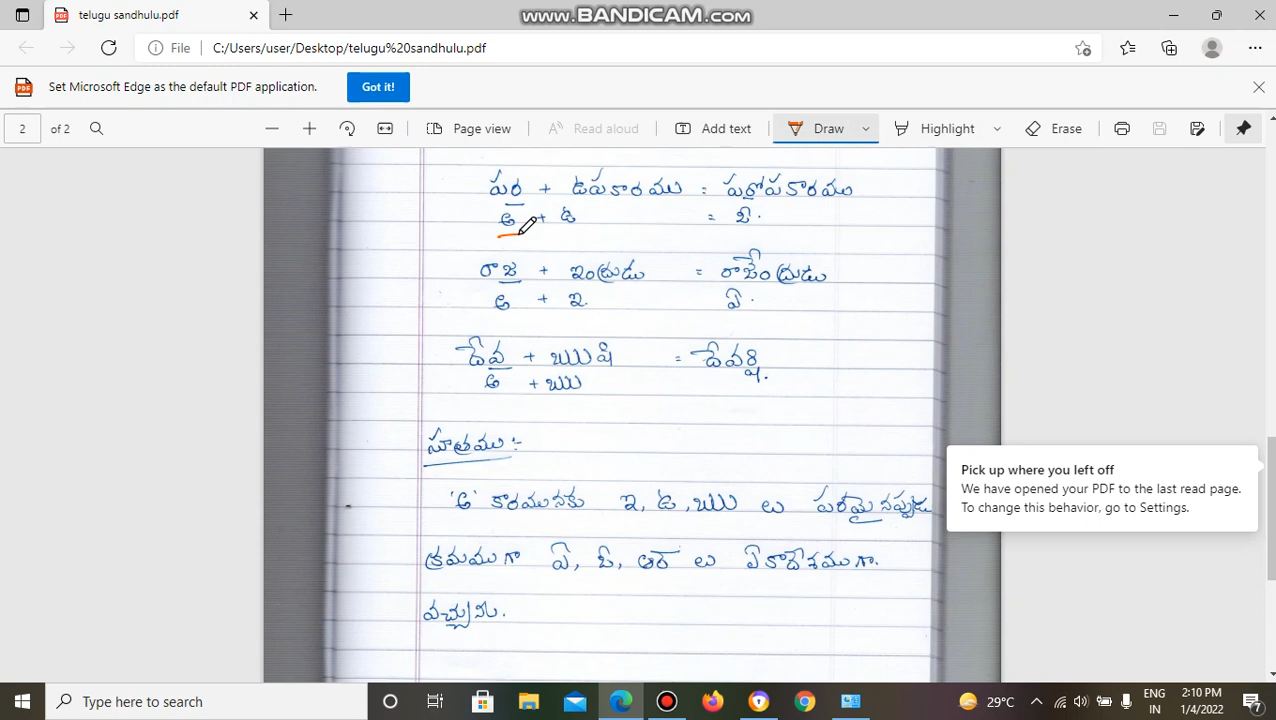 telugu sandhulu.pdf
www.BANDICAM.com
File C:/Users/user/Desktop/telugu%20sandhulu.pdf
Set Microsoft Edge as the default PDF application. Got it!
2 of 2 Page view Read aloud Add text Draw Highlight Erase
పర + ఉపకారము = పరోపకారము
అ + ఉ = ఓ.
రాజ + ఇంద్రుడు = రాజేంద్రుడు
అ + ఇ. ఏ
దేవ + ఋషి = దేవర్షి.
అ + ఋ
సూత్రము :-
'అ' కారమునకు ఇ, ఉ, ఋ లు పరమైనప్పుడు
క్రమముగా ఏ, ఓ, అర్ లు ఏకాదేశముగా.
వచ్చును.
Pick up where you left off
We have opened your PDF to the last read page.
To change this behavior, go to Settings.
Type here to search
29°C
ENG
IN
2:10 PM
1/4/2022
7